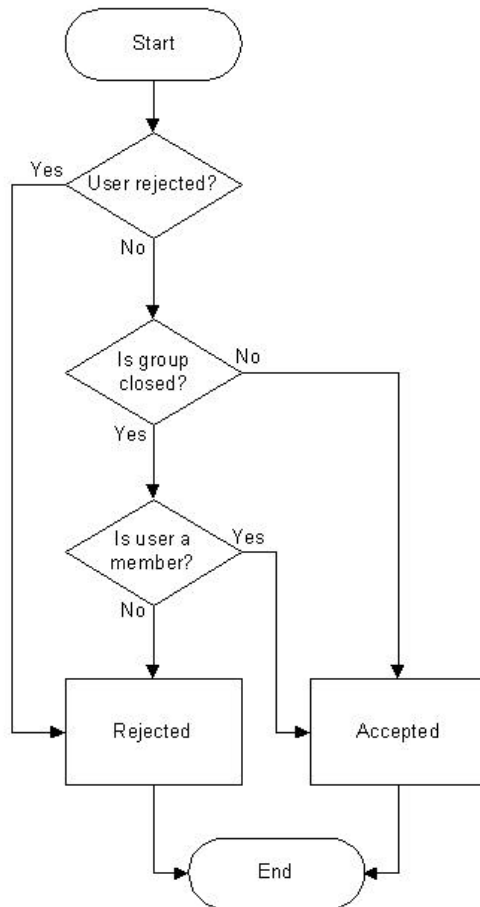 Start
Yes
User rejected?
No
Is group
closed?
No
Yes
Is user a
member?
Yes
No
Rejected
Accepted
End